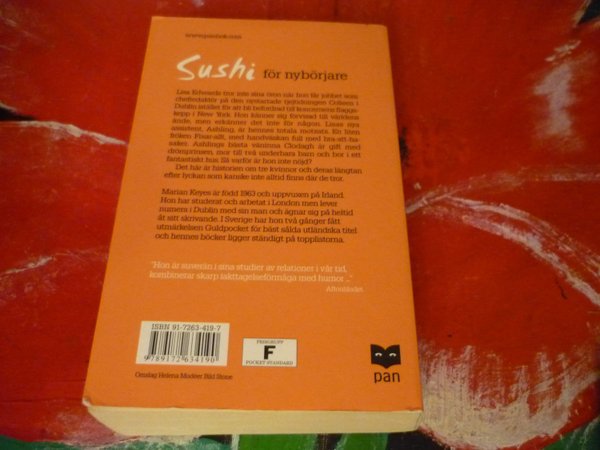 www.panbok.com
Sushi för nybörjare
Lisa Edwards tror inte sina öron när hon får jobbet som
chefredaktör på den nystartade tjejtidningen Colleen i
Dublin istället för att bli befordrad till koncernens flagg-
skepp i New York. Hon känner sig förvisad till världens
ände, men erkänner det inte för någon. Lisas nya
assistent, Ashling, är hennes totala motsats. En liten
fröken Fixar-allt, med handväskan full med bra-att-ha-
saker. Ashlings bästa väninna Clodagh är gift med
drömprinsen, mor till två underbara barn och bor i ett
fantastiskt hus. Så varför är hon inte nöjd?
Det här är historien om tre kvinnor och deras längtan
efter lyckan som kanske inte alltid finns där de tror.
Marian Keyes är född 1963 och uppvuxen på Irland.
Hon har studerat och arbetat i London men lever
numera i Dublin med sin man och ägnar sig på heltid
åt sitt skrivande. I Sverige har hon två gånger fått
utmärkelsen Guldpocket för bäst sålda utländska titel
och hennes böcker ligger ständigt på topplistorna.
"Hon är suverän i sina studier av relationer i vår tid,
kombinerar skarp iakttagelseförmåga med humor ..."
Aftonbladet
ISBN 91-7263-419-7
9 789172 634190
PRISGRUPP
F
POCKET STANDARD
pan
Omslag Helena Modéer Bild Stone